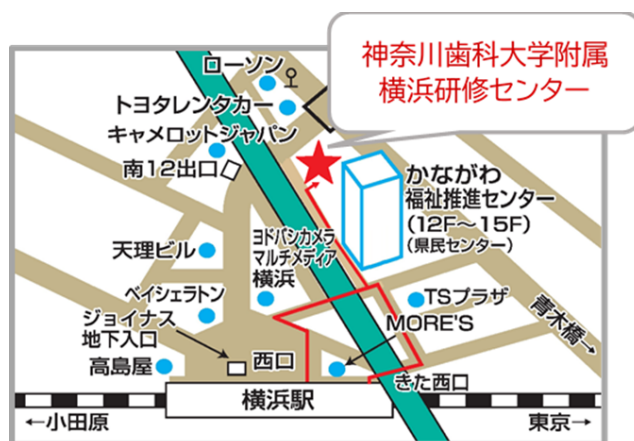 神奈川歯科大学附属
横浜研修センター
ローソン
トヨタレンタカー
キャメロットジャパン
南12出口
かながわ
福祉推進センター
(12F～15F)
(県民センター)
天理ビル
ヨドバシカメラ
マルチメディア
横浜
ベイシェラトン
TSプラザ
青木橋→
ジョイナス
地下入口
MORE'S
高島屋
西口
きた西口
横浜駅
←小田原
東京→